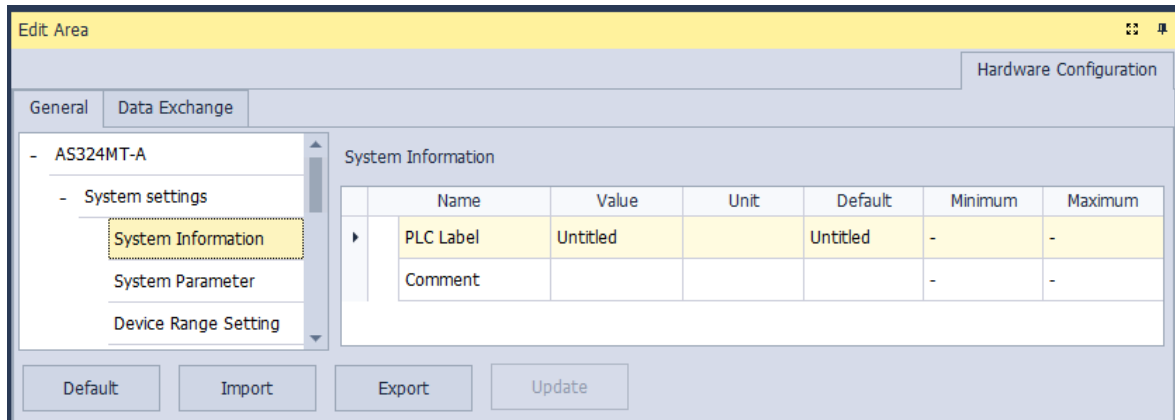 Edit Area
Hardware Configuration
General Data Exchange
- AS324MT-A
- System settings
System Information
System Parameter
Device Range Setting
System Information
Name Value Unit Default Minimum Maximum
PLC Label Untitled Untitled - -
Comment - -
Default Import Export Update